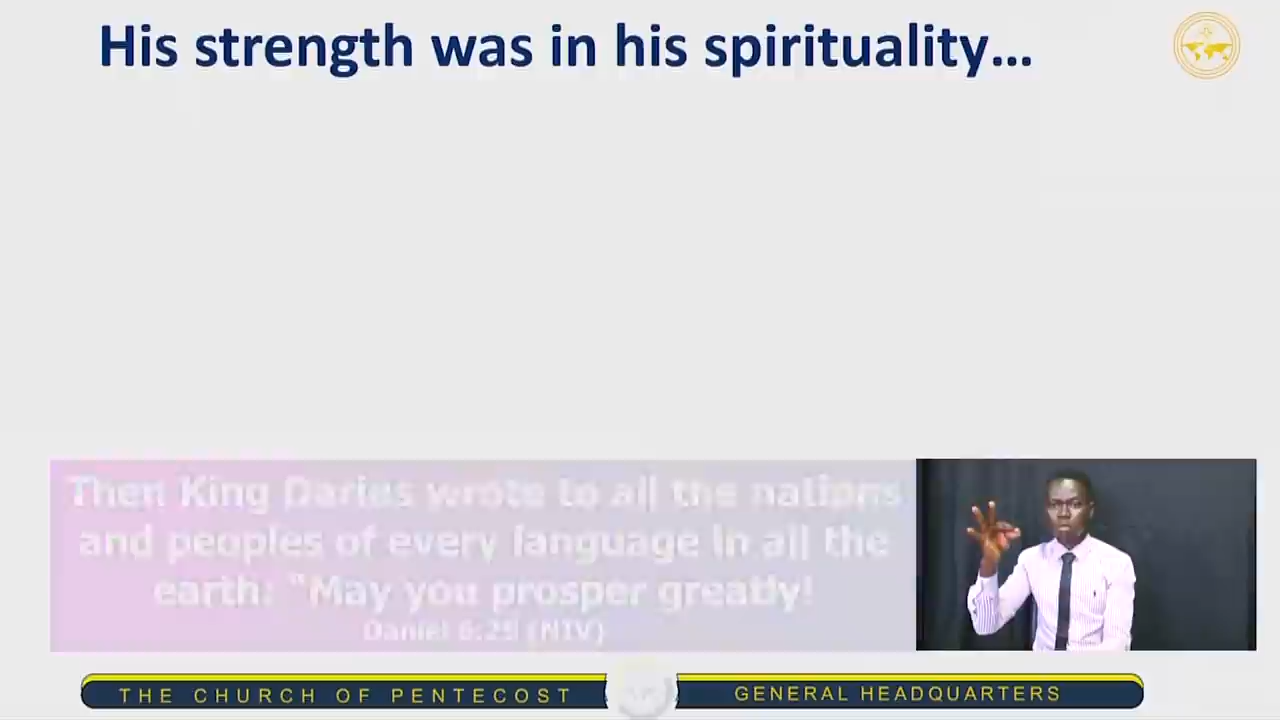 His strength was in his spirituality...
Then King Darius wrote to all the nations
and peoples of every language in all the
earth: "May you prosper greatly!
Daniel 6:25 (NIV)
THE CHURCH OF PENTECOST
GENERAL HEADQUARTERS